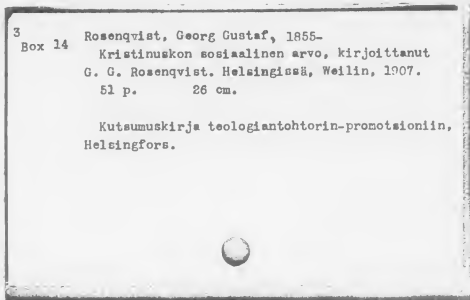 3
Box 14
Rosenqvist, Georg Gustaf, 1855-
Kristinuskon sosiaalinen arvo, kirjoittanut
G. G. Rosenqvist. Helsingissä, Weilin, 1907.
51 p. 26 cm.
Kutsumuskirja teologiantohtorin-promotsioniin,
Helsingfors.